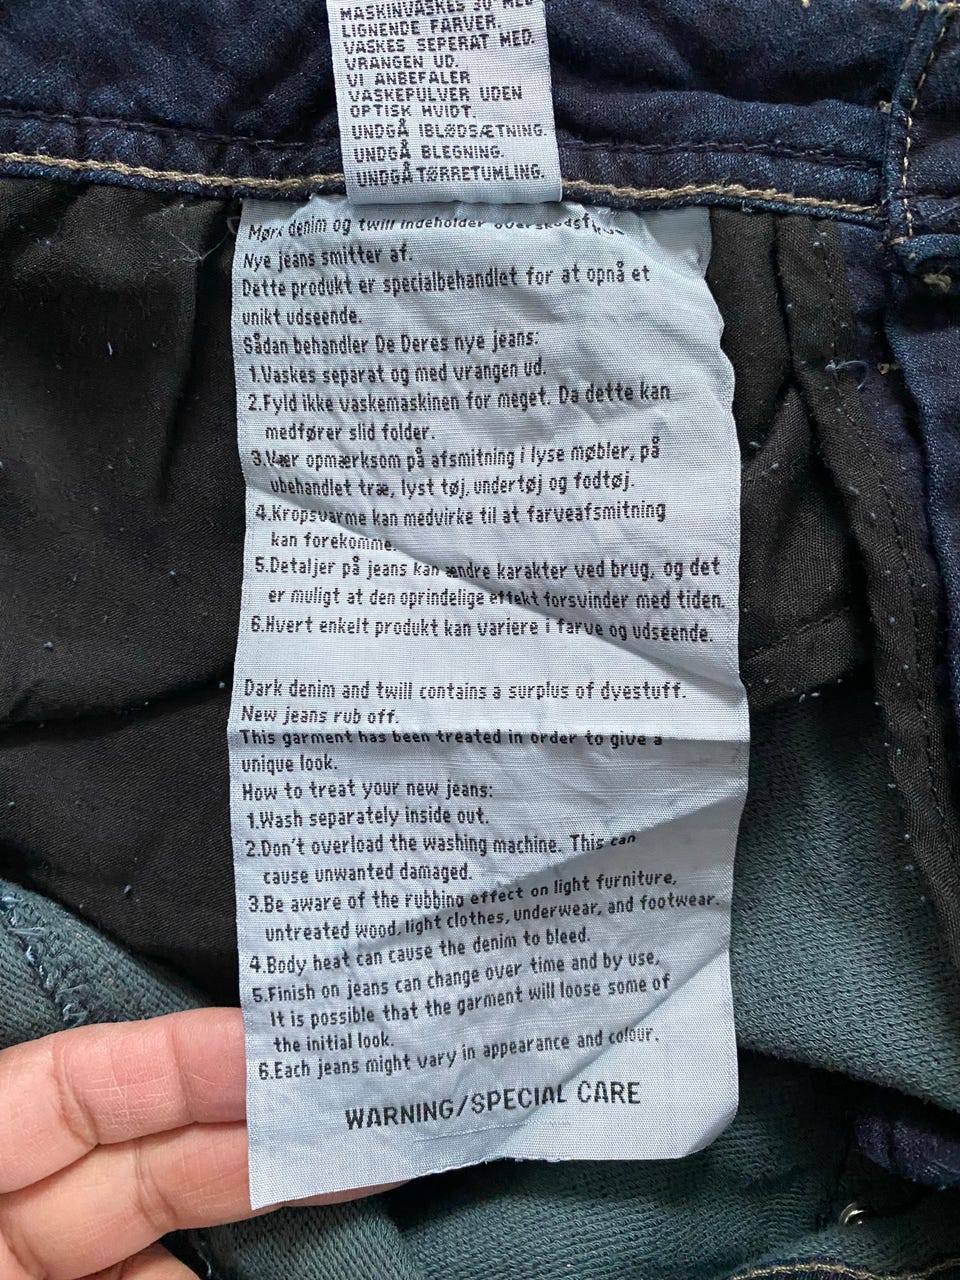 MASKINVASKES 30 MED
LIGNENDE FARVER.
VASKES SEPERAT MED.
VRANGEN UD.
VI ANBEFALER
VASKEPULVER UDEN
OPTISK HVIDT.
UNDGÅ IBLØDSÆTNING.
UNDGÅ BLEGNING.
UNDGÅ TØRRETUMLING.
Mørk denim og twill indeholder
Nye jeans smitter af.
Dette produkt er specialbehandlet for at opnå et
unikt udseende.
Sådan behandler De Deres nye jeans:
1.Vaskes separat og med vrangen ud.
2.Fyld ikke vaskemaskinen for meget. Da dette kan
medfører slid folder.
3.Vær opmærksom på afsmitning i lyse møbler, på
ubehandlet træ, lyst tøj, undertøj og fodtøj.
4.Kropsvarme kan medvirke til at farveafsmitning
kan forekomme.
5.Detaljer på jeans kan ændre karakter ved brug, og det
er muligt at den oprindelige effekt forsvinder med tiden.
6.Hvert enkelt produkt kan variere i farve og udseende.
Dark denim and twill contains a surplus of dyestuff.
New jeans rub off.
This garment has been treated in order to give a
unique look.
How to treat your new jeans:
1.Wash separately inside out.
2.Don't overload the washing machine. This can
cause unwanted damaged.
3.Be aware of the rubbing effect on light furniture,
untreated wood, light clothes, underwear, and footwear.
4.Body heat can cause the denim to bleed.
5.Finish on jeans can change over time and by use,
It is possible that the garment will loose some of
the initial look.
6.Each jeans might vary in appearance and colour.
WARNING/SPECIAL CARE